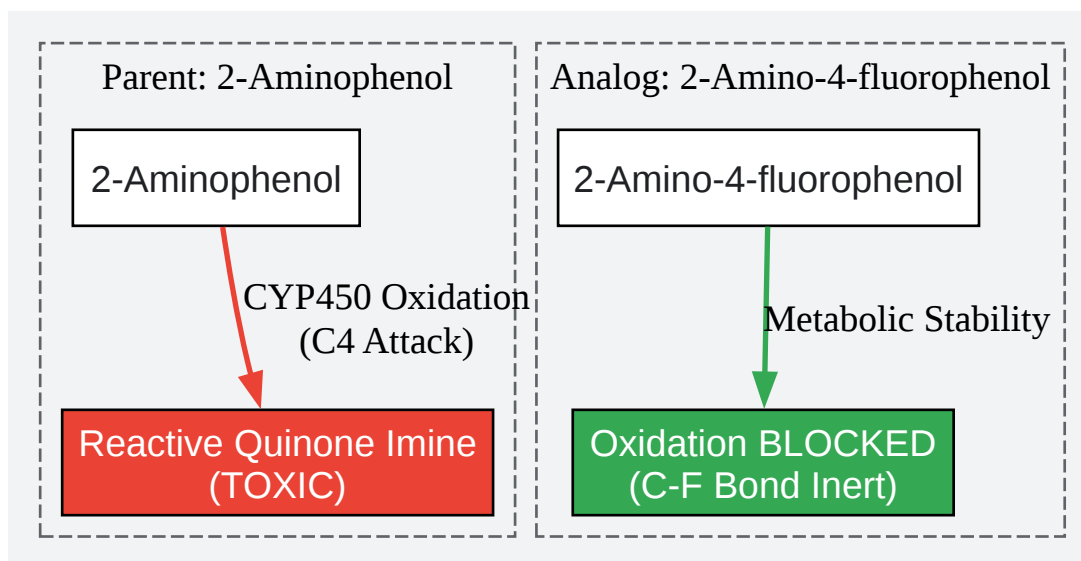 Parent: 2-Aminophenol
2-Aminophenol
CYP450 Oxidation
(C4 Attack)
Reactive Quinone Imine
(TOXIC)
Analog: 2-Amino-4-fluorophenol
2-Amino-4-fluorophenol
Metabolic Stability
Oxidation BLOCKED
(C-F Bond Inert)